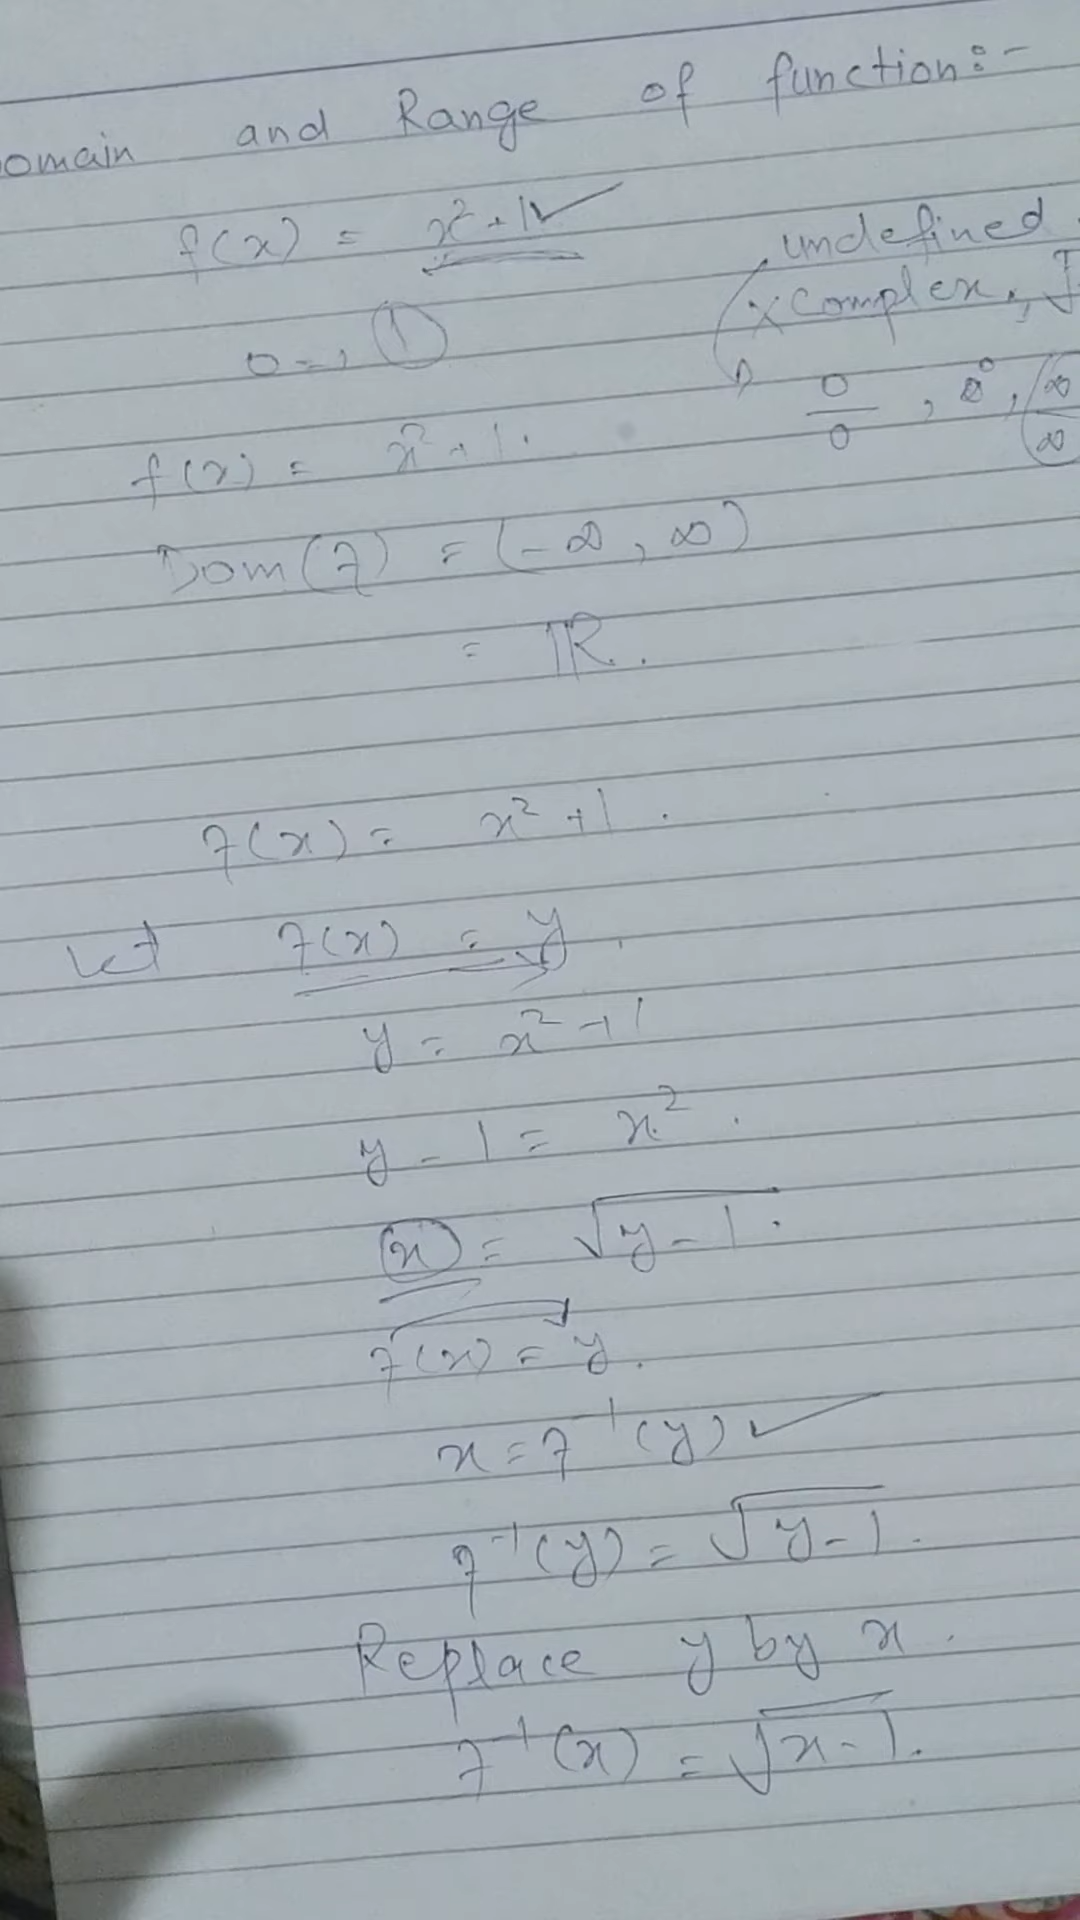 omain and Range of function:-
f(x) = x² + 1
undefined
x complex,
0 = , 1
0/0 , 0⁰ , ∞/∞
f(x) = x² + 1.
Dom(f) = (-∞, ∞)
= ℝ.
f(x) = x² + 1.
Let f(x) = y.
y = x² + 1
y - 1 = x².
x = √(y - 1).
f(x) = y.
x = f⁻¹(y) ✓
f⁻¹(y) = √(y - 1).
Replace y by x.
f⁻¹(x) = √(x - 1).